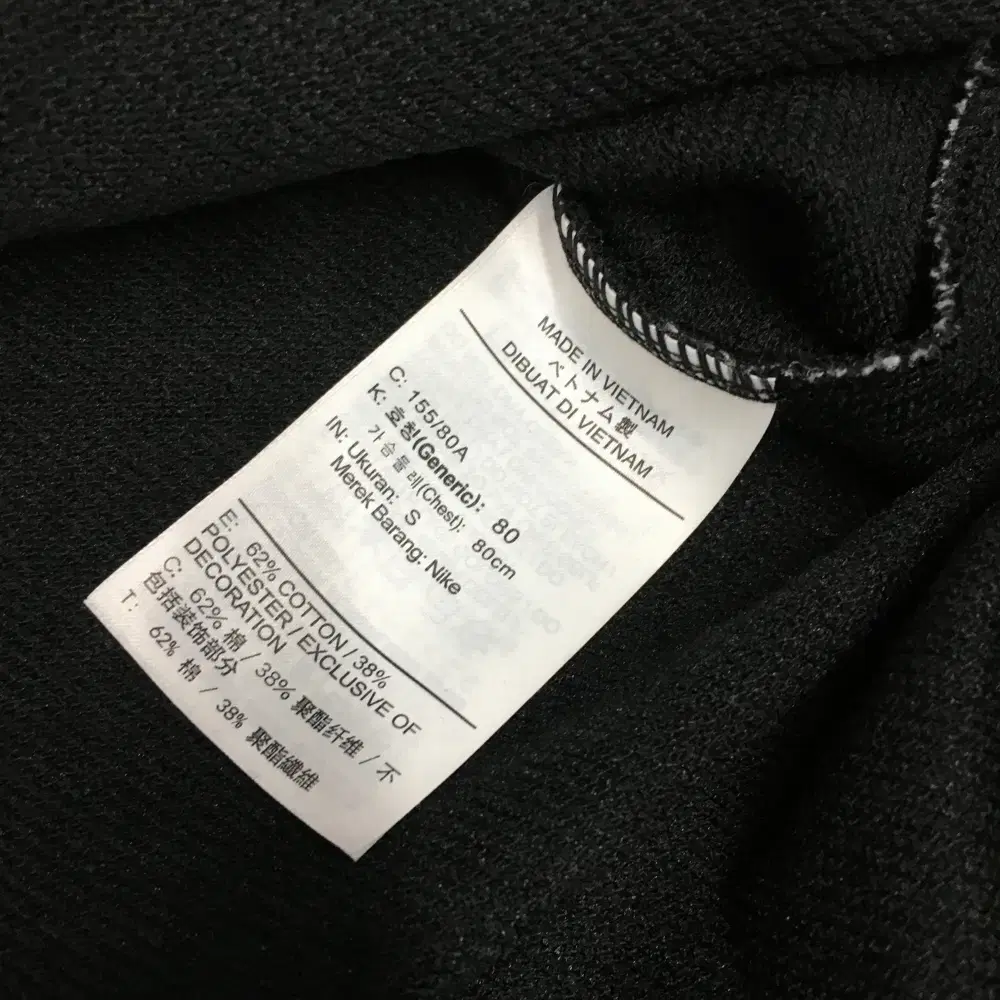 MADE IN VIETNAM
ベトナム製
DIBUAT DI VIETNAM
C: 155/80A
K: 호칭(Generic): 80
가슴둘레(Chest): 80cm
IN: Ukuran: S
Merek Barang: Nike
E: 62% COTTON / 38%
POLYESTER / EXCLUSIVE OF
DECORATION
C: 62% 棉 / 38% 聚酯纤维 / 不
包括装饰部分
T: 62% 棉 / 38% 聚酯纖維